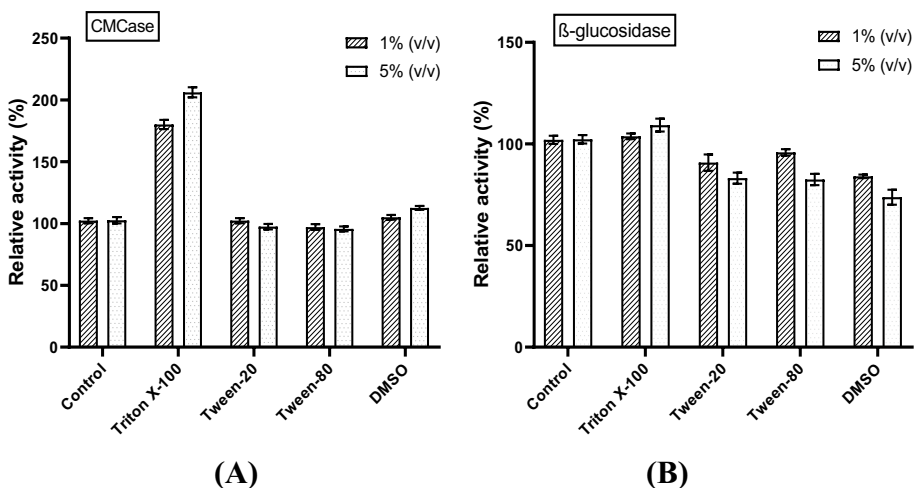 CMCase
1% (v/v)
5% (v/v)
Relative activity (%)
250
200
150
100
50
0
Control
Triton X-100
Tween-20
Tween-80
DMSO
(A)
ß-glucosidase
1% (v/v)
5% (v/v)
Relative activity (%)
150
100
50
0
Control
Triton X-100
Tween-20
Tween-80
DMSO
(B)